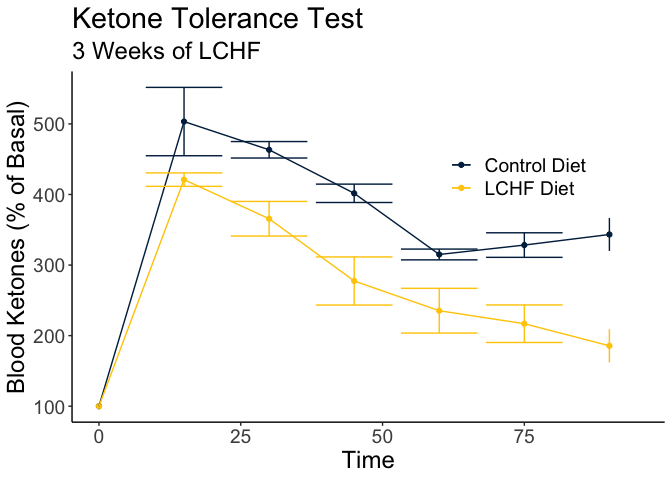 Ketone Tolerance Test
3 Weeks of LCHF
Blood Ketones (% of Basal)
500
400
300
200
100
Control Diet
LCHF Diet
0 25 50 75
Time